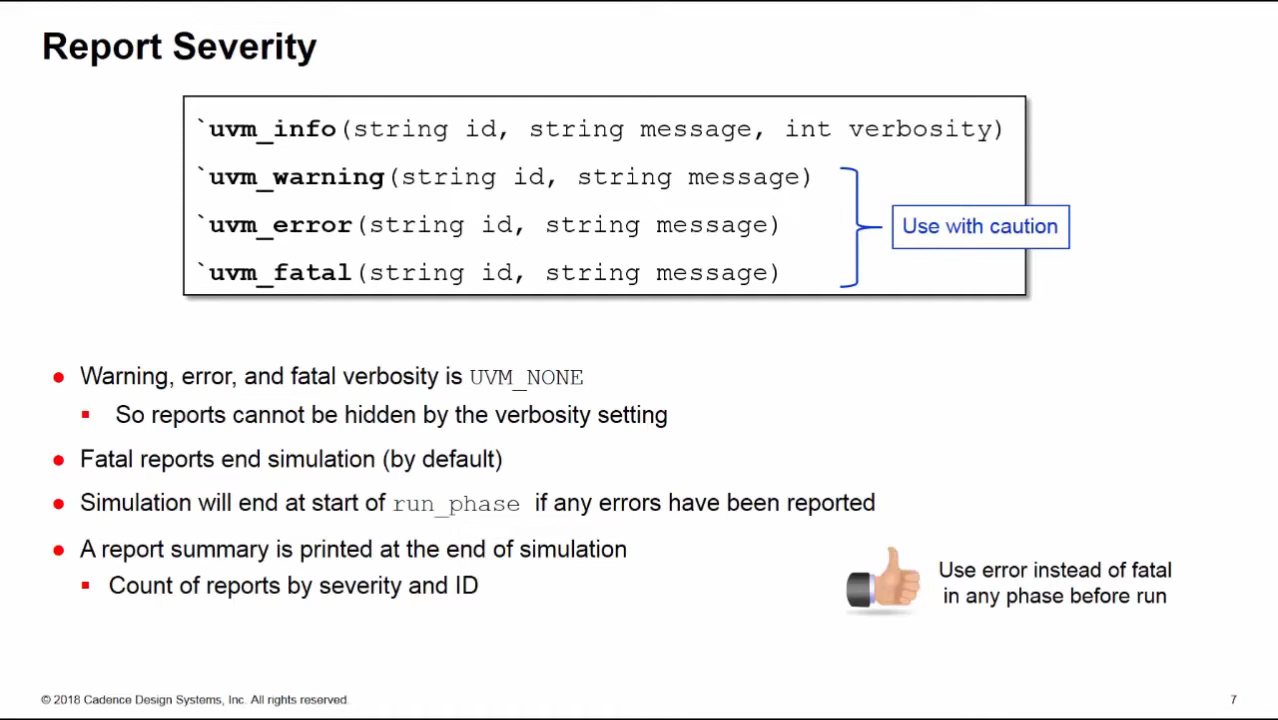 Report Severity
`uvm_info(string id, string message, int verbosity)
`uvm_warning(string id, string message)
`uvm_error(string id, string message)
`uvm_fatal(string id, string message)
Use with caution
Warning, error, and fatal verbosity is UVM_NONE
So reports cannot be hidden by the verbosity setting
Fatal reports end simulation (by default)
Simulation will end at start of run_phase if any errors have been reported
A report summary is printed at the end of simulation
Count of reports by severity and ID
Use error instead of fatal
in any phase before run
© 2018 Cadence Design Systems, Inc. All rights reserved.
7